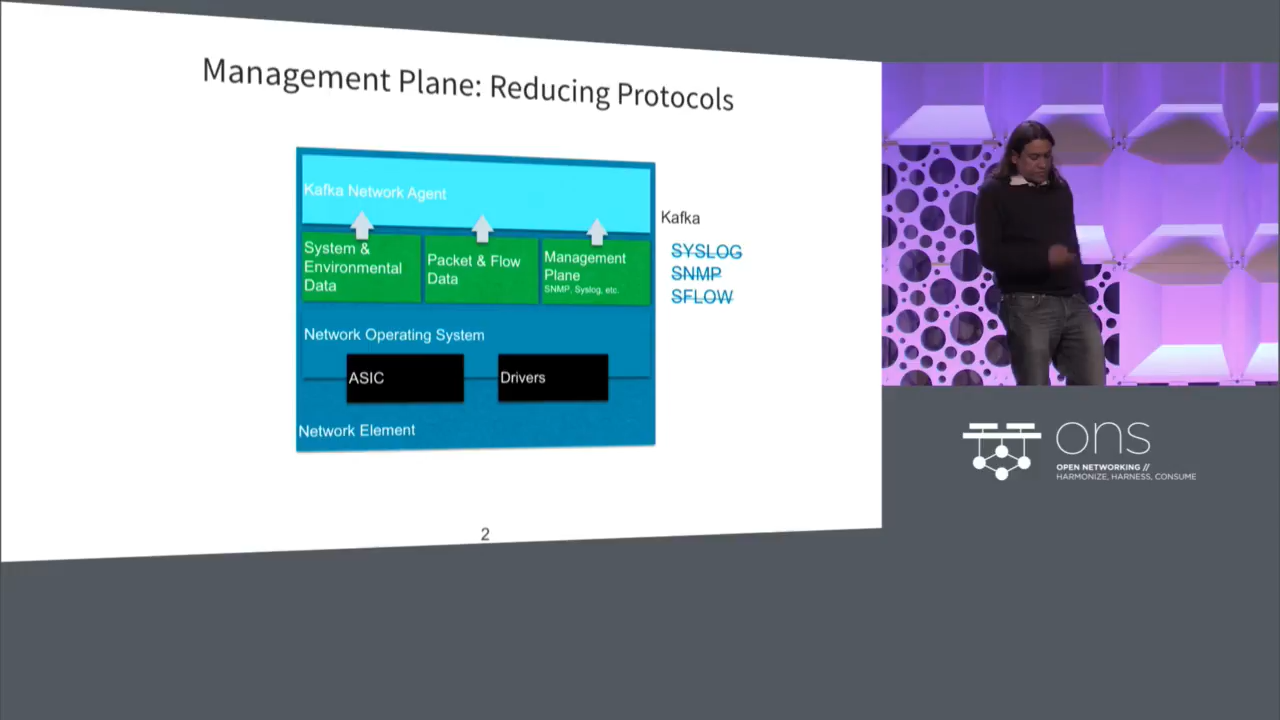 Management Plane: Reducing Protocols
Kafka Network Agent
System &
Environmental
Data
Packet & Flow
Data
Management
Plane
SNMP, Syslog, etc.
Kafka
SYSLOG
SNMP
SFLOW
Network Operating System
ASIC
Drivers
Network Element
2
ons
OPEN NETWORKING //
HARMONIZE, HARNESS, CONSUME